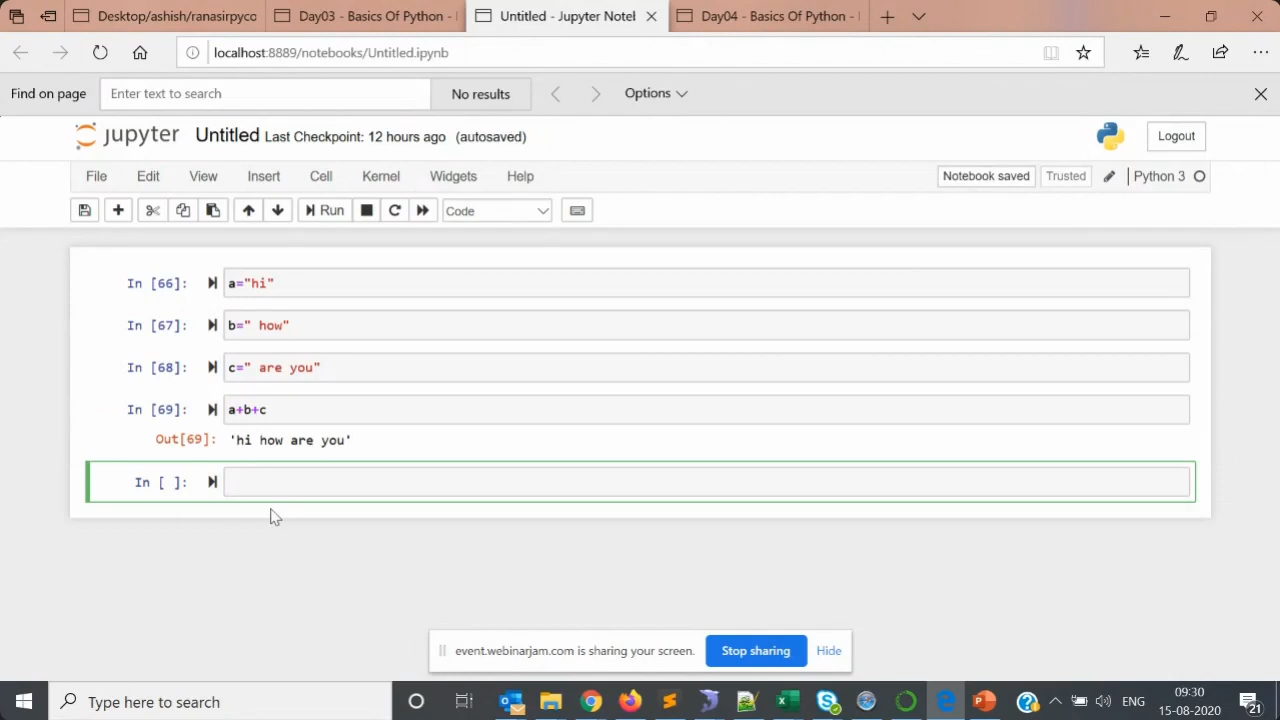 Desktop/ashish/ranasirpyco
Day03 - Basics Of Python -
Untitled - Jupyter Notel
Day04 - Basics Of Python -
localhost:8889/notebooks/Untitled.ipynb
Find on page
Enter text to search
No results
Options
jupyter
Untitled Last Checkpoint: 12 hours ago (autosaved)
Logout
File
Edit
View
Insert
Cell
Kernel
Widgets
Help
Notebook saved
Trusted
Python 3
Run
Code
In [66]: a="hi"
In [67]: b=" how"
In [68]: c=" are you"
In [69]: a+b+c
Out[69]: 'hi how are you'
In [ ]:
event.webinarjam.com is sharing your screen.
Stop sharing
Hide
Type here to search
ENG
09:30
15-08-2020
21